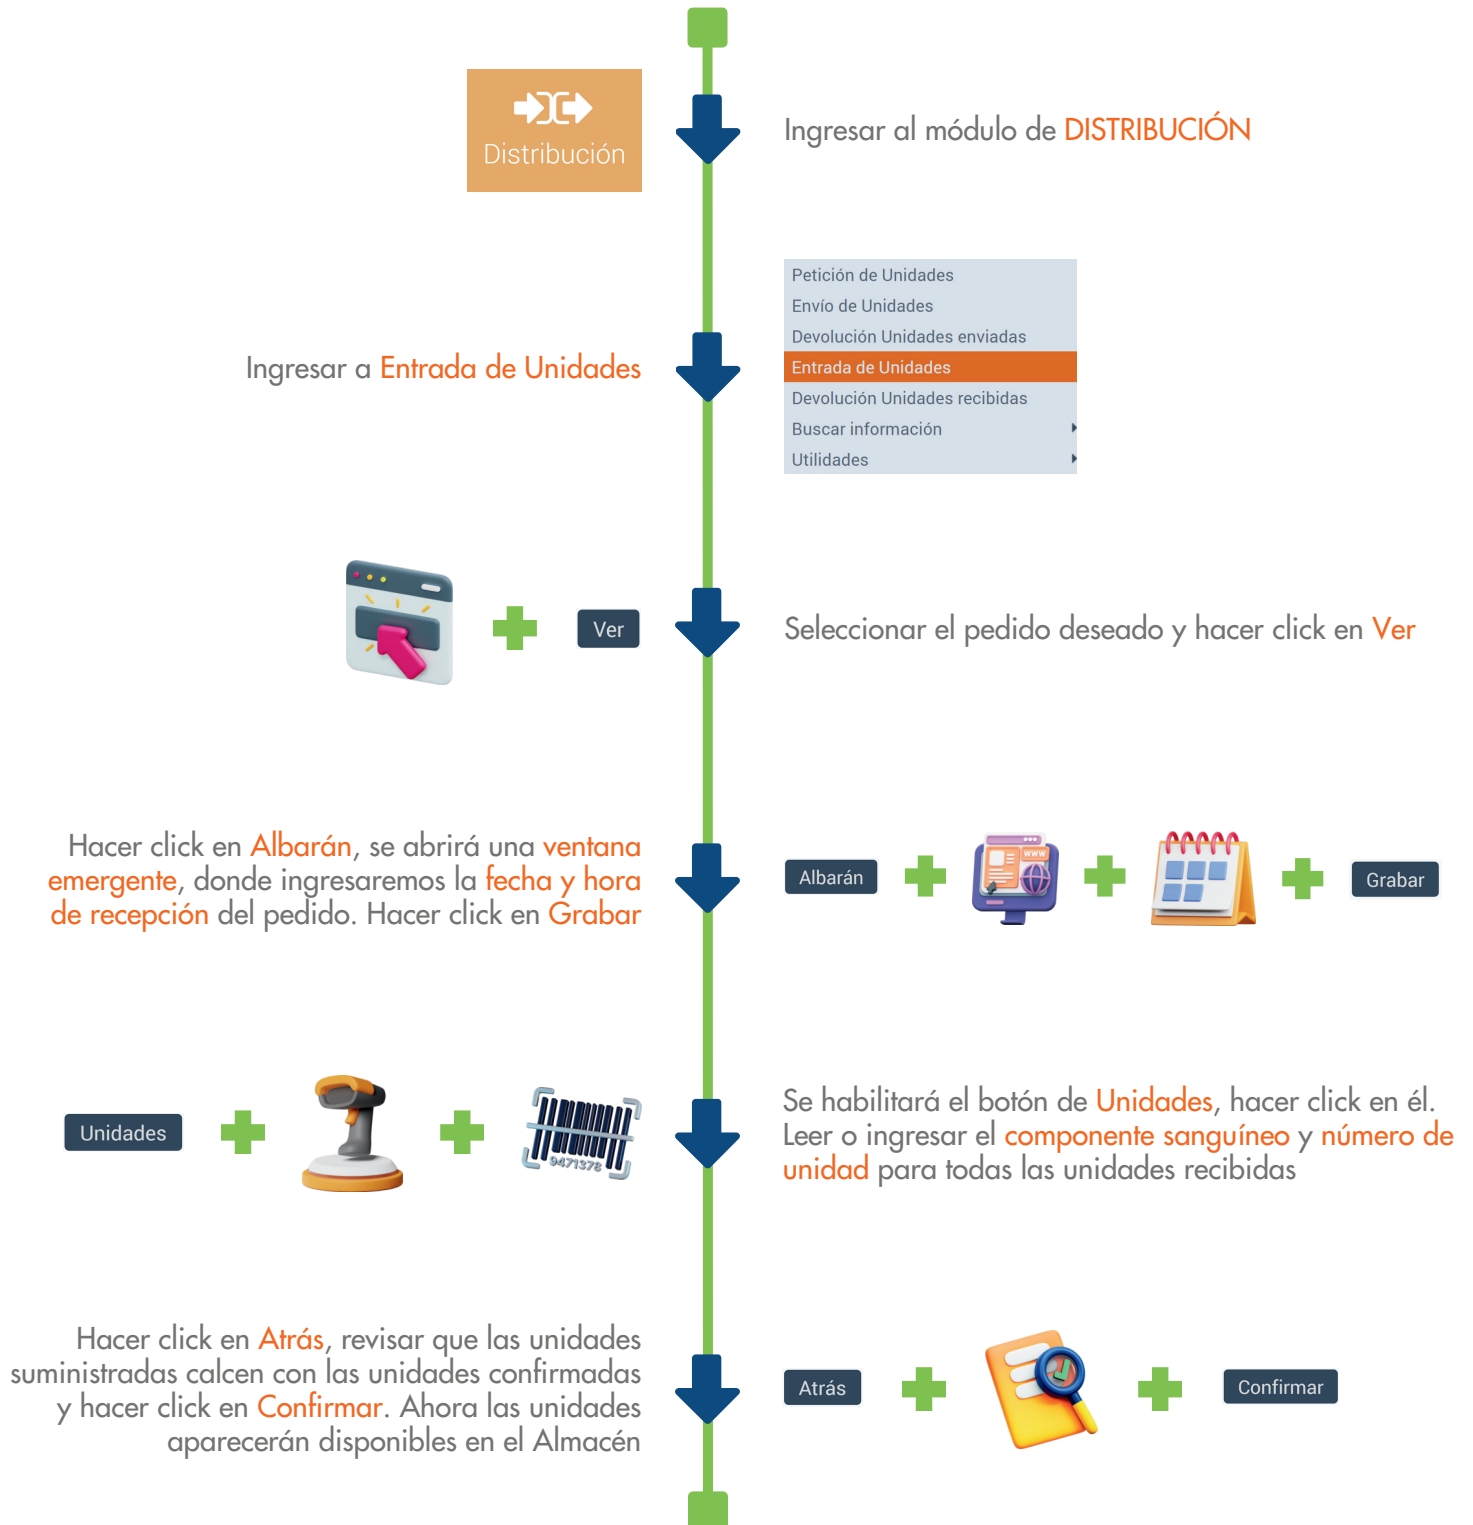 Distribución
Ingresar al módulo de DISTRIBUCIÓN
Ingresar a Entrada de Unidades
Petición de Unidades
Envío de Unidades
Devolución Unidades enviadas
Entrada de Unidades
Devolución Unidades recibidas
Buscar información
Utilidades
Ver
Seleccionar el pedido deseado y hacer click en Ver
Hacer click en Albarán, se abrirá una ventana
emergente, donde ingresaremos la fecha y hora
de recepción del pedido. Hacer click en Grabar
Albarán
WWW
Grabar
Unidades
9471378
Se habilitará el botón de Unidades, hacer click en él.
Leer o ingresar el componente sanguíneo y número de
unidad para todas las unidades recibidas
Hacer click en Atrás, revisar que las unidades
suministradas calcen con las unidades confirmadas
y hacer click en Confirmar. Ahora las unidades
aparecerán disponibles en el Almacén
Atrás
Confirmar